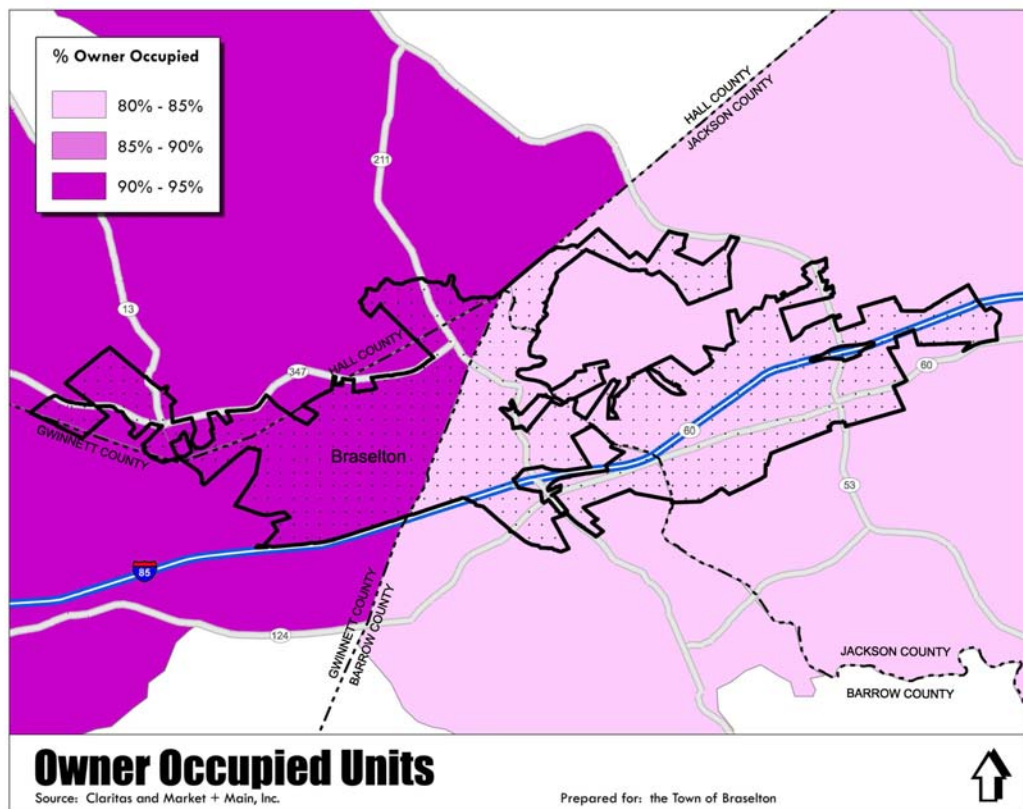 % Owner Occupied
80% - 85%
85% - 90%
90% - 95%
HALL COUNTY
JACKSON COUNTY
211
13
HALL COUNTY
347
60
GWINNETT COUNTY
Braselton
60
53
85
GWINNETT COUNTY
BARROW COUNTY
124
JACKSON COUNTY
BARROW COUNTY
Owner Occupied Units
Source: Claritas and Market + Main, Inc.
Prepared for: the Town of Braselton